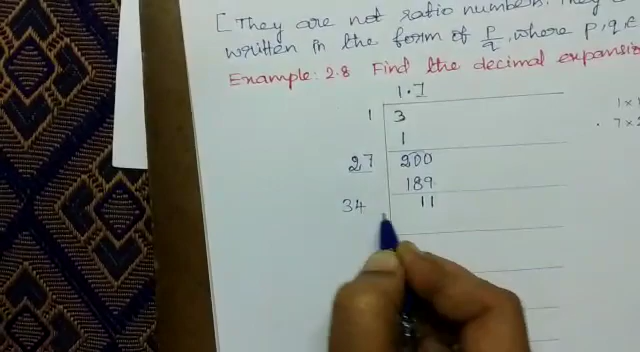 [They are not ratio numbers. They
written in the form of p/q, where p, q ∈
Example: 2.8 Find the decimal expansi
1.7
1 3
1
27 200
189
34 11
1 ×
7 ×